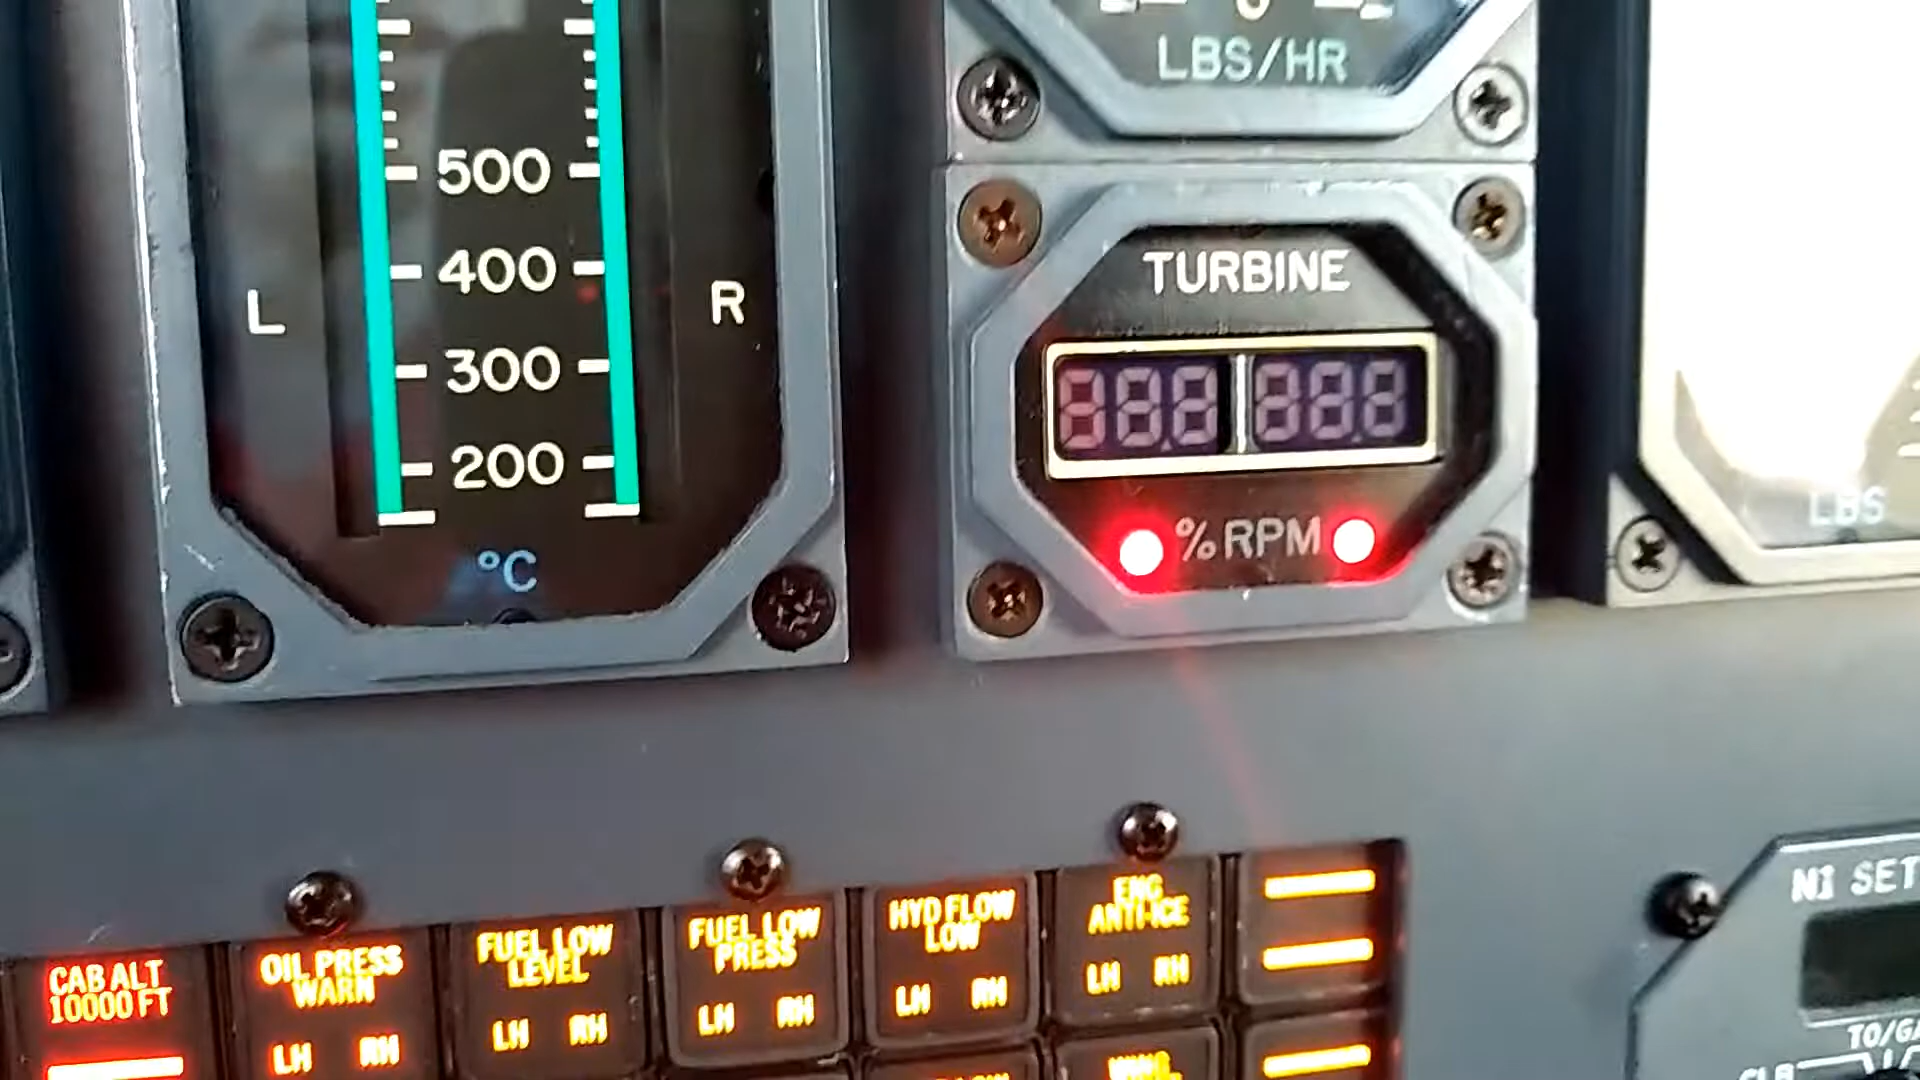 LBS/HR
500
400
300
200
L
R
°C
TURBINE
% RPM
LBS
N1 SET
TO/GA
CLB
CAB ALT
10000 FT
OIL PRESS
WARN
LH RH
FUEL LOW
LEVEL
LH RH
FUEL LOW
PRESS
LH RH
HYD FLOW
LOW
LH RH
ENG
ANTI-ICE
LH RH